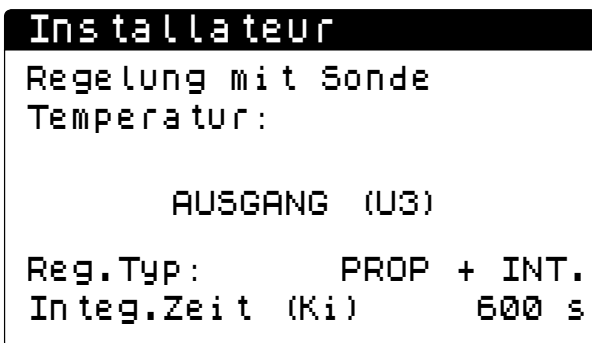 Installateur
Regelung mit Sonde
Temperatur:
AUSGANG (U3)
Reg.Typ: PROP + INT.
Integ.Zeit (Ki) 600 s